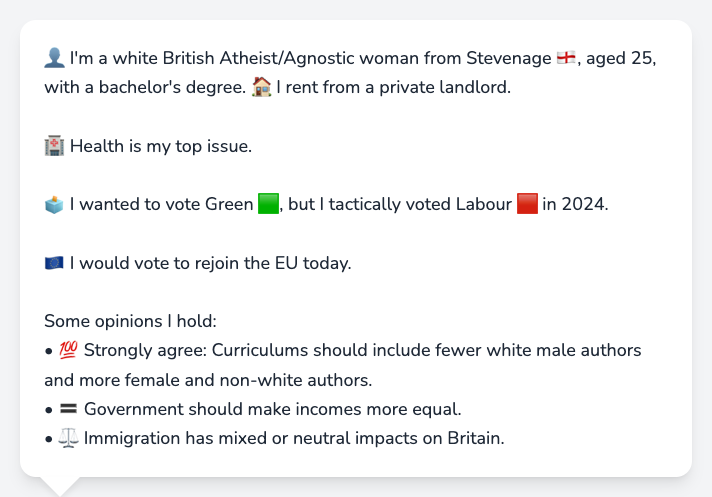 👤 I'm a white British Atheist/Agnostic woman from Stevenage 🏴󠁧󠁢󠁥󠁮󠁧󠁿, aged 25,
with a bachelor's degree. 🏠 I rent from a private landlord.
🏥 Health is my top issue.
🗳️ I wanted to vote Green 🟩, but I tactically voted Labour 🟥 in 2024.
🇪🇺 I would vote to rejoin the EU today.
Some opinions I hold:
• 💯 Strongly agree: Curriculums should include fewer white male authors
and more female and non-white authors.
• 🟰 Government should make incomes more equal.
• ⚖️ Immigration has mixed or neutral impacts on Britain.